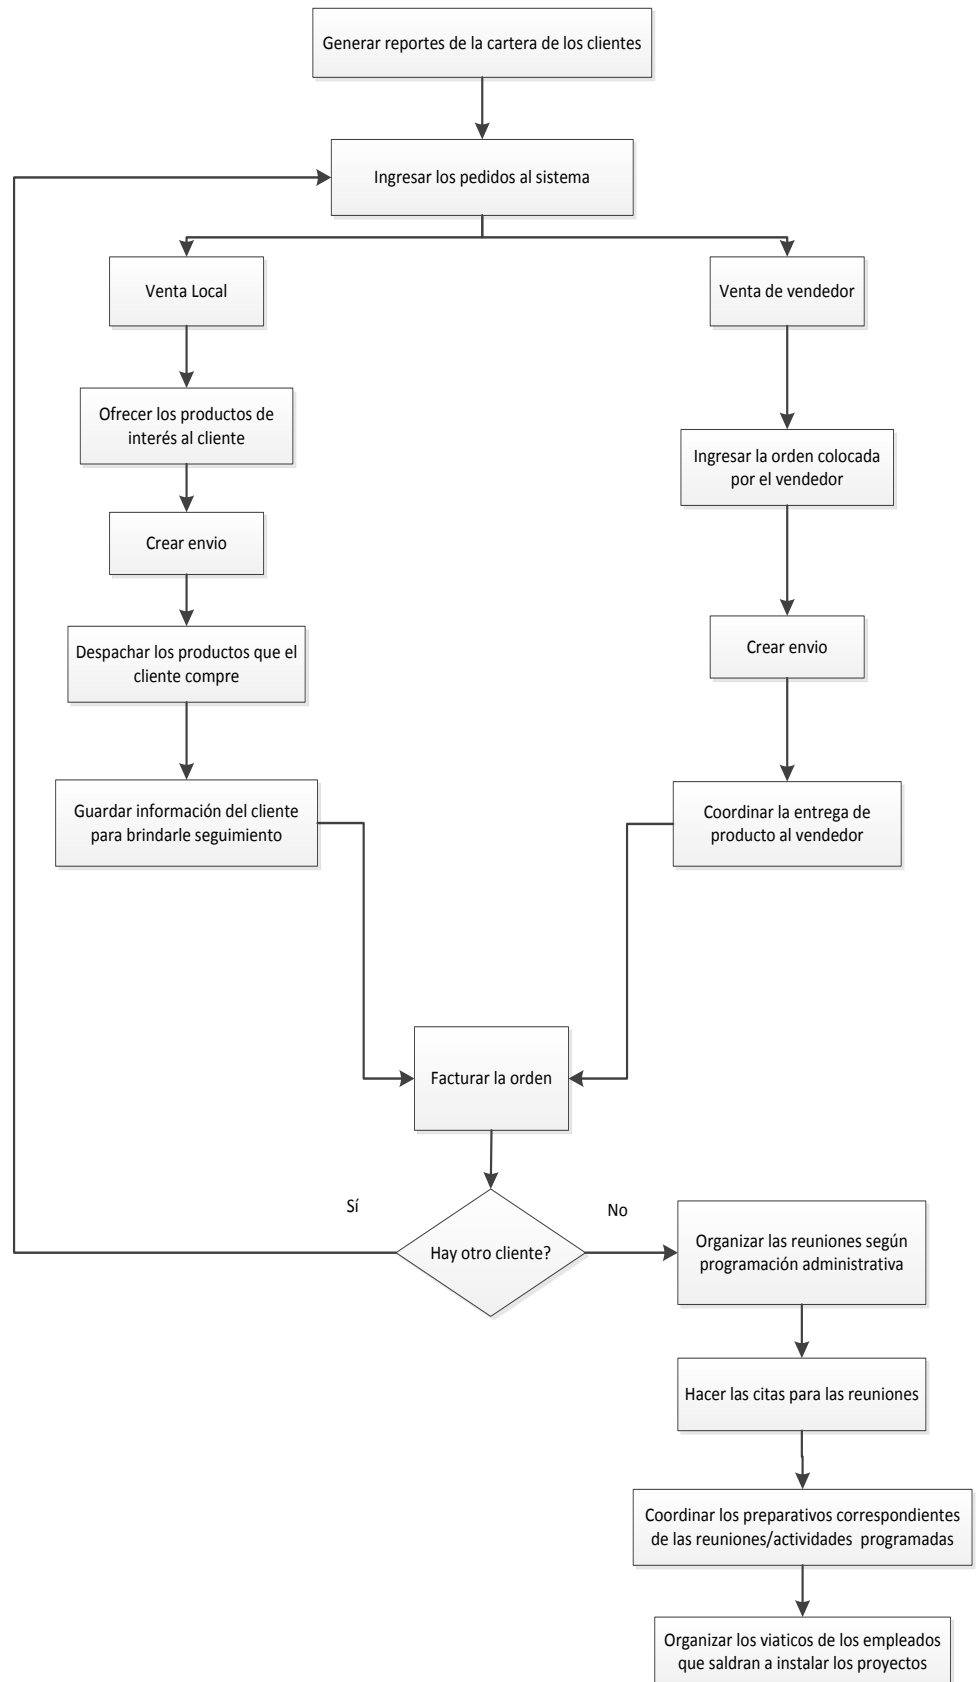 Generar reportes de la cartera de los clientes
Ingresar los pedidos al sistema
Venta Local
Venta de vendedor
Ofrecer los productos de
interés al cliente
Ingresar la orden colocada
por el vendedor
Crear envio
Despachar los productos que el
cliente compre
Crear envio
Guardar información del cliente
para brindarle seguimiento
Coordinar la entrega de
producto al vendedor
Facturar la orden
Sí
No
Hay otro cliente?
Organizar las reuniones según
programación administrativa
Hacer las citas para las reuniones
Coordinar los preparativos correspondientes
de las reuniones/actividades programadas
Organizar los viaticos de los empleados
que saldran a instalar los proyectos